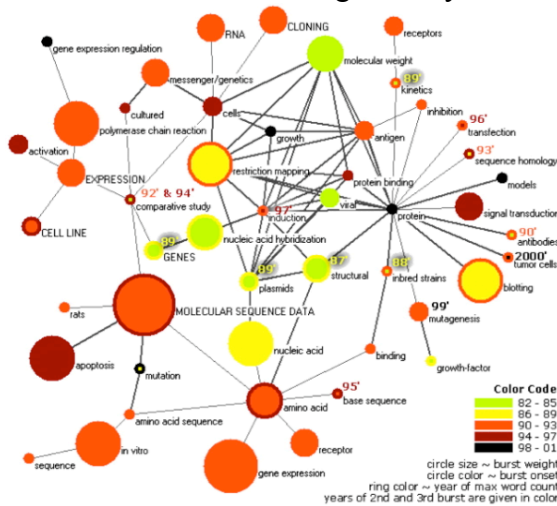 RNA
CLONING
receptors
gene expression regulation
molecular weight
messenger/genetics
89'
kinetics
cultured
cells
inhibition
polymerase chain reaction
growth
antigen
96'
transfection
activation
93'
sequence homology
EXPRESSION
restriction mapping
protein binding
models
92' & 94'
comparative study
viral
97'
induction
protein
signal transduction
CELL LINE
89'
GENES
nucleic acid hybridization
90'
antibodies
87'
structural
88'
inbred strains
2000'
tumor cells
89'
plasmids
blotting
rats
MOLECULAR SEQUENCE DATA
99'
mutagenesis
nucleic acid
binding
growth-factor
apoptosis
mutation
95'
base sequence
amino acid
amino acid sequence
in vitro
receptor
sequence
gene expression
Color Code
82 - 85
86 - 89
90 - 93
94 - 97
98 - 01
circle size ~ burst weight
circle color ~ burst onset
ring color ~ year of max word count
years of 2nd and 3rd burst are given in color